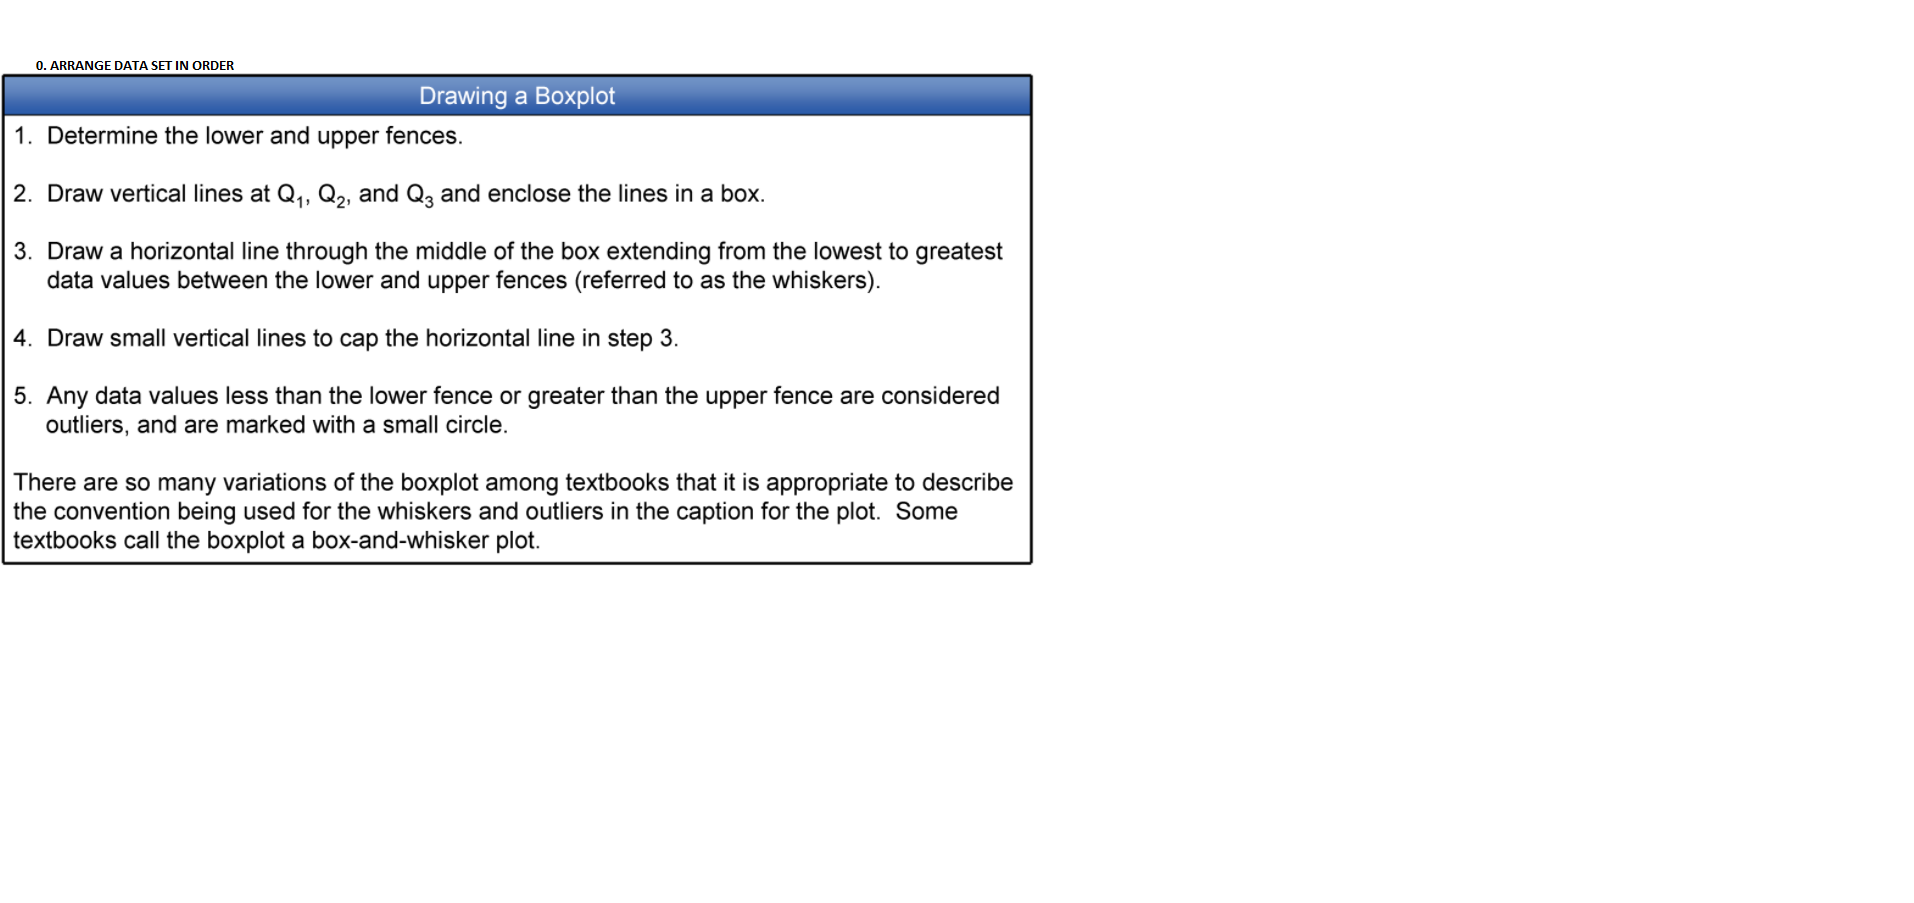 0. ARRANGE DATA SET IN ORDER
Drawing a Boxplot
1. Determine the lower and upper fences.
2. Draw vertical lines at Q₁, Q₂, and Q₃ and enclose the lines in a box.
3. Draw a horizontal line through the middle of the box extending from the lowest to greatest
data values between the lower and upper fences (referred to as the whiskers).
4. Draw small vertical lines to cap the horizontal line in step 3.
5. Any data values less than the lower fence or greater than the upper fence are considered
outliers, and are marked with a small circle.
There are so many variations of the boxplot among textbooks that it is appropriate to describe
the convention being used for the whiskers and outliers in the caption for the plot. Some
textbooks call the boxplot a box-and-whisker plot.